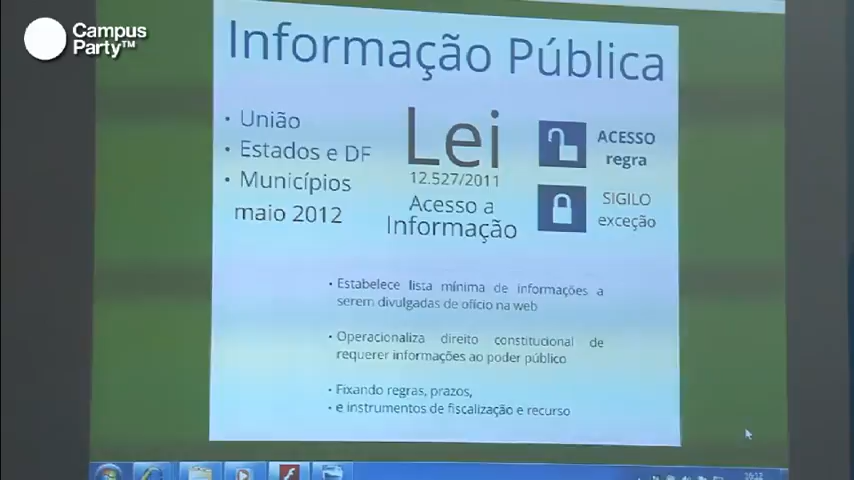 Campus
Party™
Informação Pública
• União
• Estados e DF
• Municípios
maio 2012
Lei
12.527/2011
Acesso a
Informação
ACESSO
regra
SIGILO
exceção
• Estabelece lista mínima de informações a
serem divulgadas de ofício na web
• Operacionaliza direito constitucional de
requerer informações ao poder público
• Fixando regras, prazos,
• e instrumentos de fiscalização e recurso